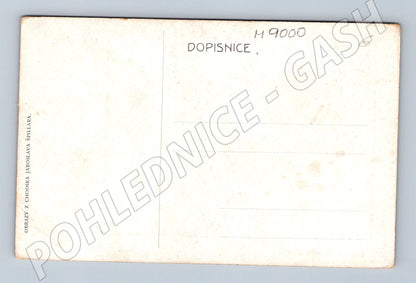 M 9000
DOPISNICE.
OBRAZY Z CHODSKA JAROSLAVA ŠPILLARA.
POHLEDNICE - GASH